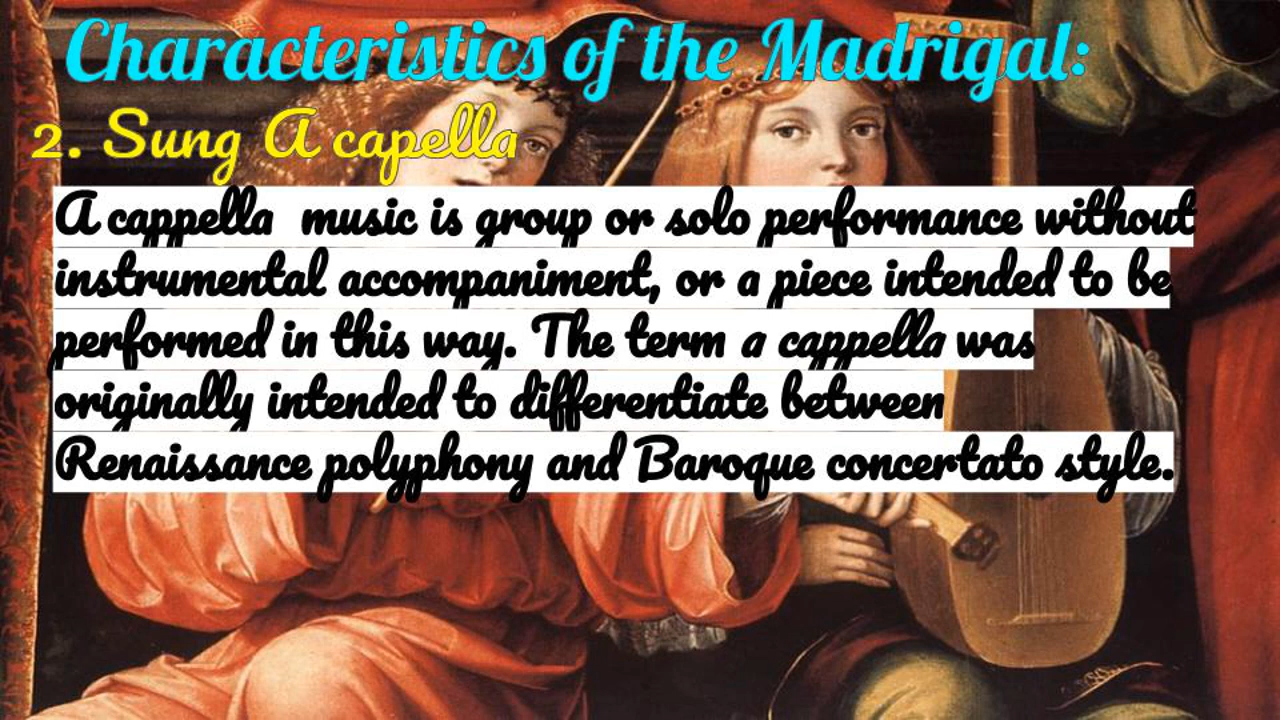 Characteristics of the Madrigal:
2. Sung A capella
A cappella  music is group or solo performance without
instrumental accompaniment, or a piece intended to be
performed in this way. The term a cappella was
originally intended to differentiate between
Renaissance polyphony and Baroque concertato style.